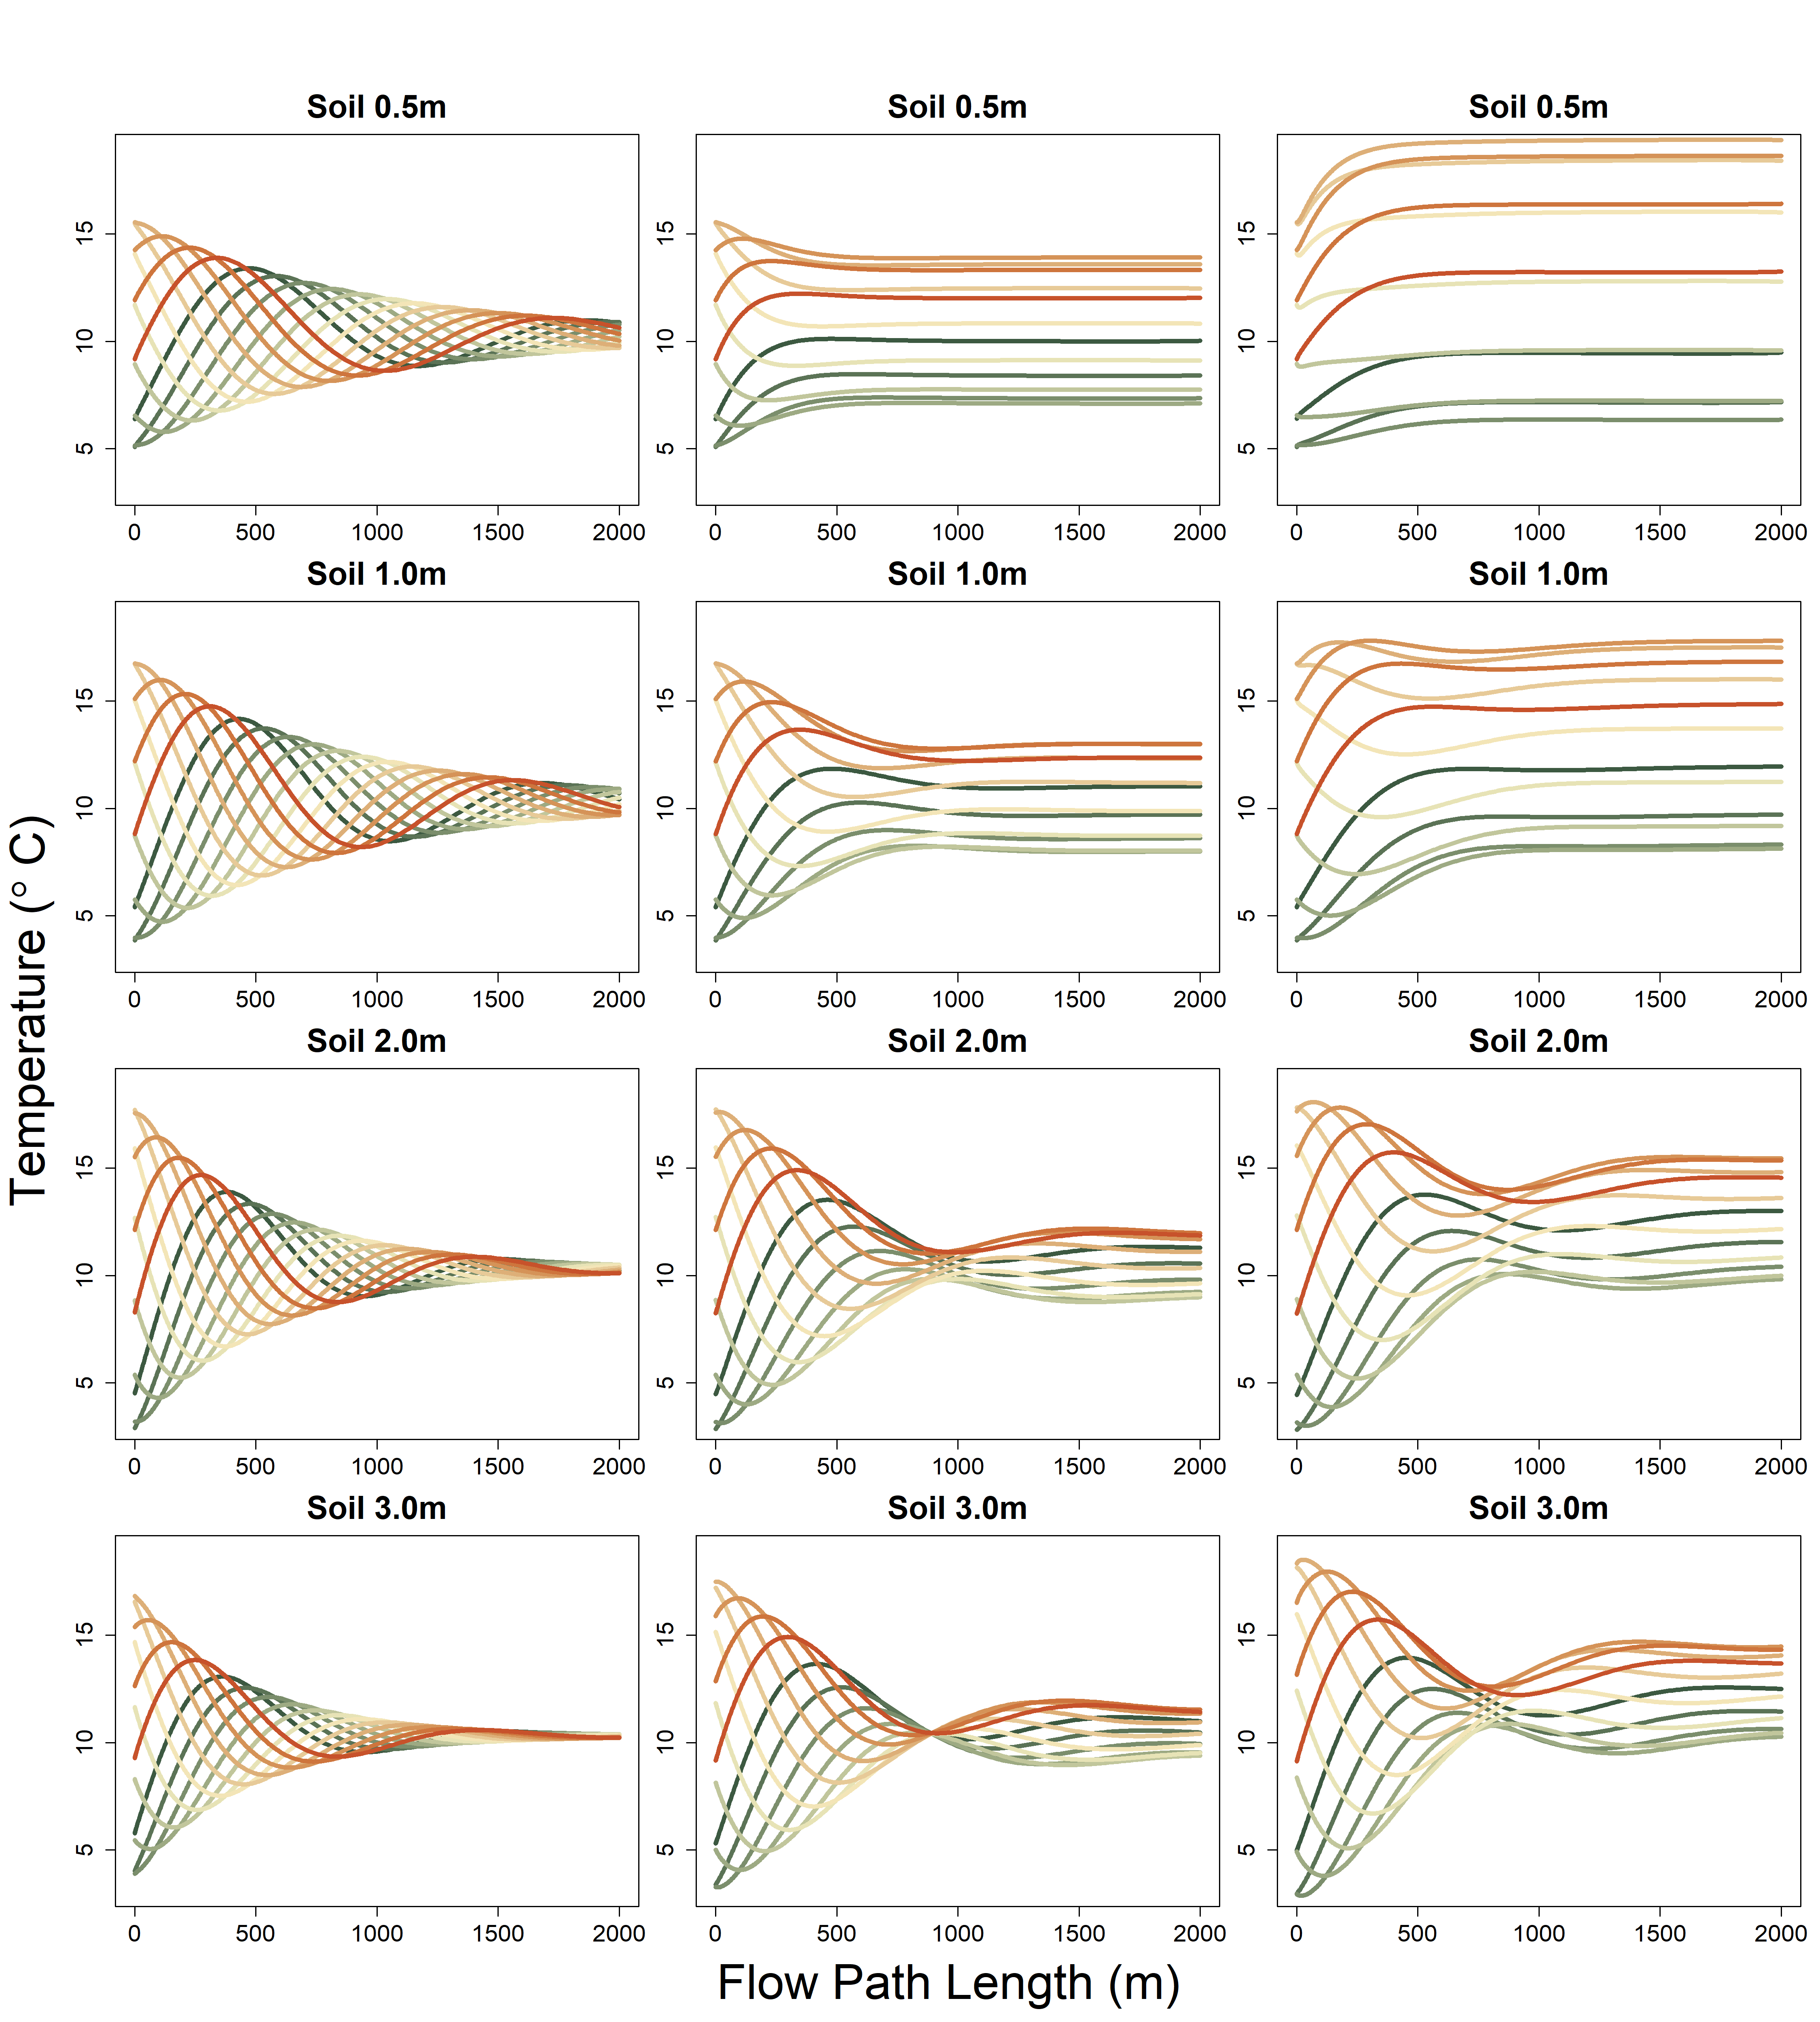 Soil 0.5m Soil 0.5m Soil 0.5m
15 15 15
10 10 10
5 5 5
0 500 1000 1500 2000 0 500 1000 1500 2000 0 500 1000 1500 2000
Soil 1.0m Soil 1.0m Soil 1.0m
15 15 15
10 10 10
5 5 5
0 500 1000 1500 2000 0 500 1000 1500 2000 0 500 1000 1500 2000
Temperature (° C)
Soil 2.0m Soil 2.0m Soil 2.0m
15 15 15
10 10 10
5 5 5
0 500 1000 1500 2000 0 500 1000 1500 2000 0 500 1000 1500 2000
Soil 3.0m Soil 3.0m Soil 3.0m
15 15 15
10 10 10
5 5 5
0 500 1000 1500 2000 0 500 1000 1500 2000 0 500 1000 1500 2000
Flow Path Length (m)